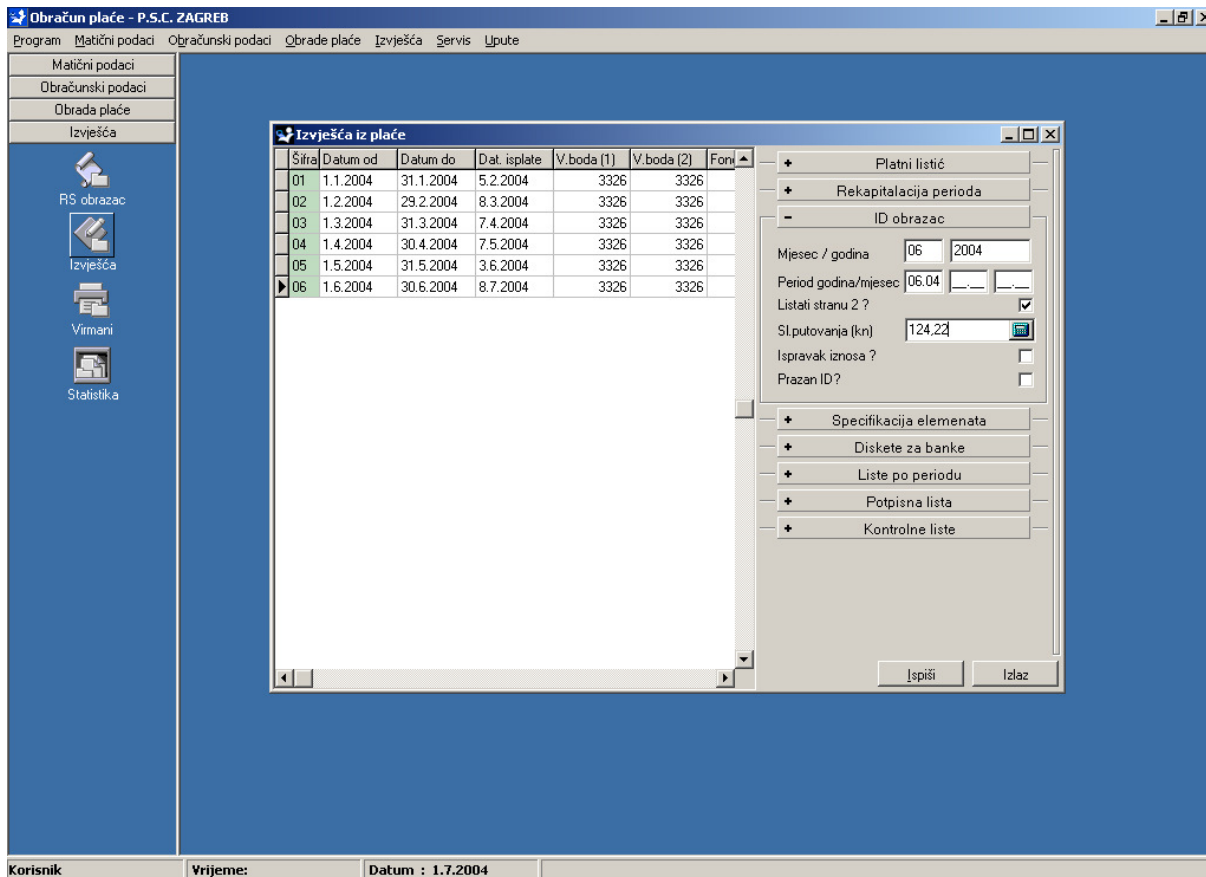 Obračun plaće - P.S.C. ZAGREB
Program Matični podaci Obračunski podaci Obrade plaće Izvješća Servis Upute
Matični podaci
Obračunski podaci
Obrada plaće
Izvješća
RS obrazac
Izvješća
Virmani
Statistika
Izvješća iz plaće
Šifra Datum od Datum do Dat. isplate V.boda (1) V.boda (2) Fon
01 1.1.2004 31.1.2004 5.2.2004 3326 3326
02 1.2.2004 29.2.2004 8.3.2004 3326 3326
03 1.3.2004 31.3.2004 7.4.2004 3326 3326
04 1.4.2004 30.4.2004 7.5.2004 3326 3326
05 1.5.2004 31.5.2004 3.6.2004 3326 3326
06 1.6.2004 30.6.2004 8.7.2004 3326 3326
+ Platni listić
+ Rekapitalacija perioda
- ID obrazac
Mjesec / godina 06 2004
Period godina/mjesec 06.04 __.__ __.__
Listati stranu 2 ?
Sl.putovanja (kn) 124,22
Ispravak iznosa ?
Prazan ID?
+ Specifikacija elemenata
+ Diskete za banke
+ Liste po periodu
+ Potpisna lista
+ Kontrolne liste
Ispiši Izlaz
Korisnik Vrijeme: Datum : 1.7.2004